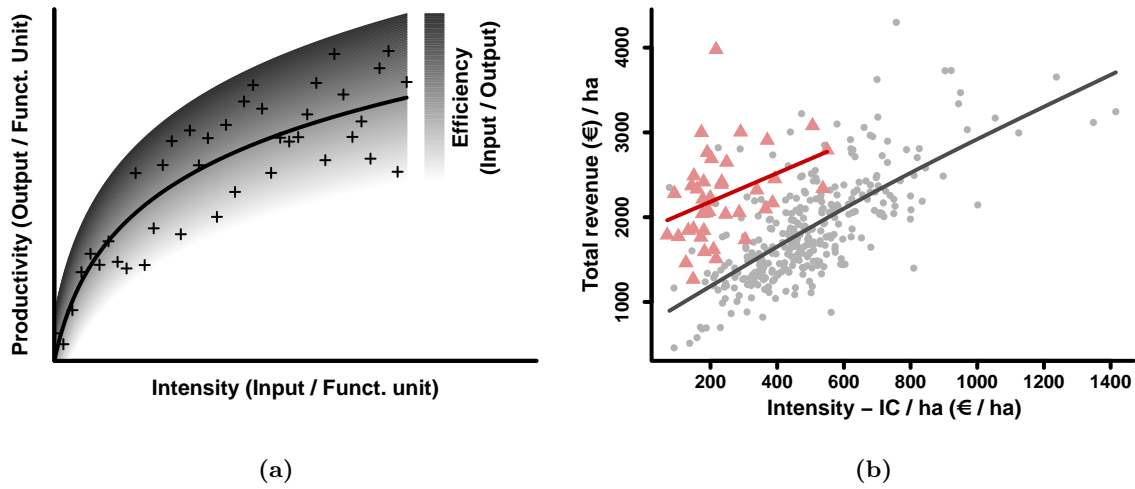 Productivity (Output / Funct. Unit)
Efficiency
(Input / Output)
Intensity (Input / Funct. unit)
(a)
Total revenue (€) / ha
4000
3000
2000
1000
200 400 600 800 1000 1200 1400
Intensity – IC / ha (€ / ha)
(b)